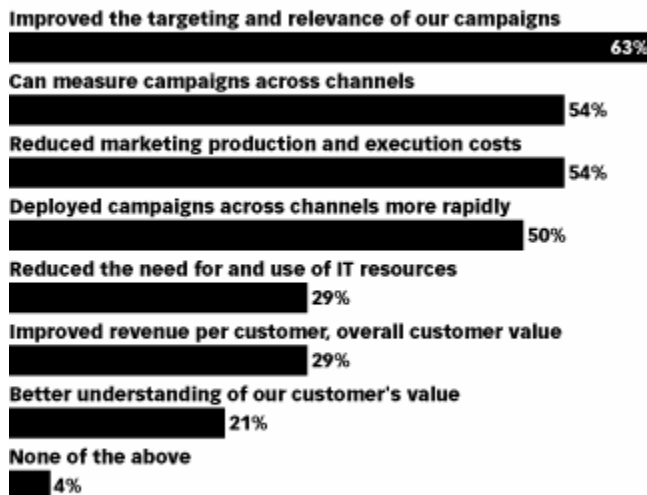 Improved the targeting and relevance of our campaigns
63%
Can measure campaigns across channels
54%
Reduced marketing production and execution costs
54%
Deployed campaigns across channels more rapidly
50%
Reduced the need for and use of IT resources
29%
Improved revenue per customer, overall customer value
29%
Better understanding of our customer's value
21%
None of the above
4%